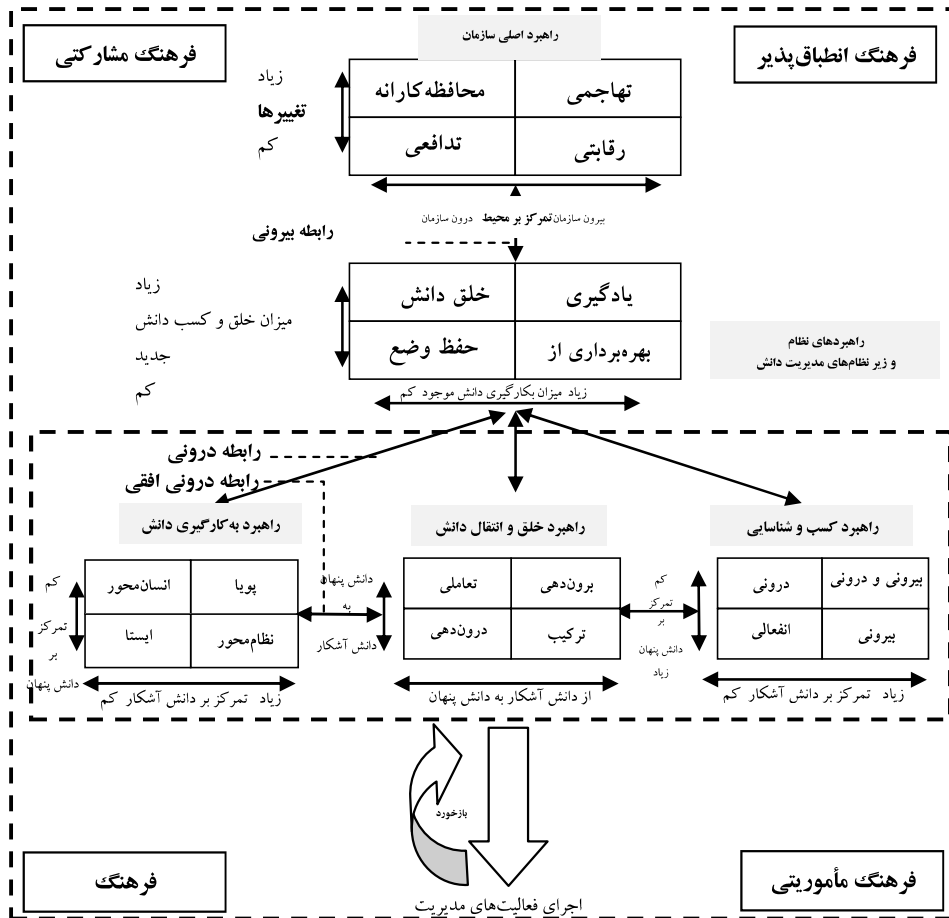 راهبرد اصلی سازمان
فرهنگ انطباق‌پذیر
فرهنگ مشارکتی
تهاجمی
محافظه‌کارانه
رقابتی
تدافعی
زیاد
تغییرها
کم
بیرون سازمان تمرکز بر محیط درون سازمان
رابطه بیرونی
یادگیری
خلق دانش
بهره‌برداری از
حفظ وضع
زیاد
میزان خلق و کسب دانش
جدید
کم
راهبردهای نظام
و زیر نظام‌های مدیریت دانش
زیاد میزان بکارگیری دانش موجود کم
رابطه درونی
رابطه درونی افقی
راهبرد کسب و شناسایی
راهبرد خلق و انتقال دانش
راهبرد به‌کارگیری دانش
بیرونی و درونی
درونی
بیرونی
انفعالی
کم
تمرکز
بر
دانش پنهان
زیاد
زیاد تمرکز بر دانش آشکار کم
برون‌دهی
تعاملی
ترکیب
درون‌دهی
دانش پنهان
به
دانش آشکار
از دانش آشکار به دانش پنهان
پویا
انسان‌محور
نظام‌محور
ایستا
کم
تمرکز
بر
دانش پنهان
زیاد تمرکز بر دانش آشکار کم
بازخورد
فرهنگ مأموریتی
فرهنگ
اجرای فعالیت‌های مدیریت